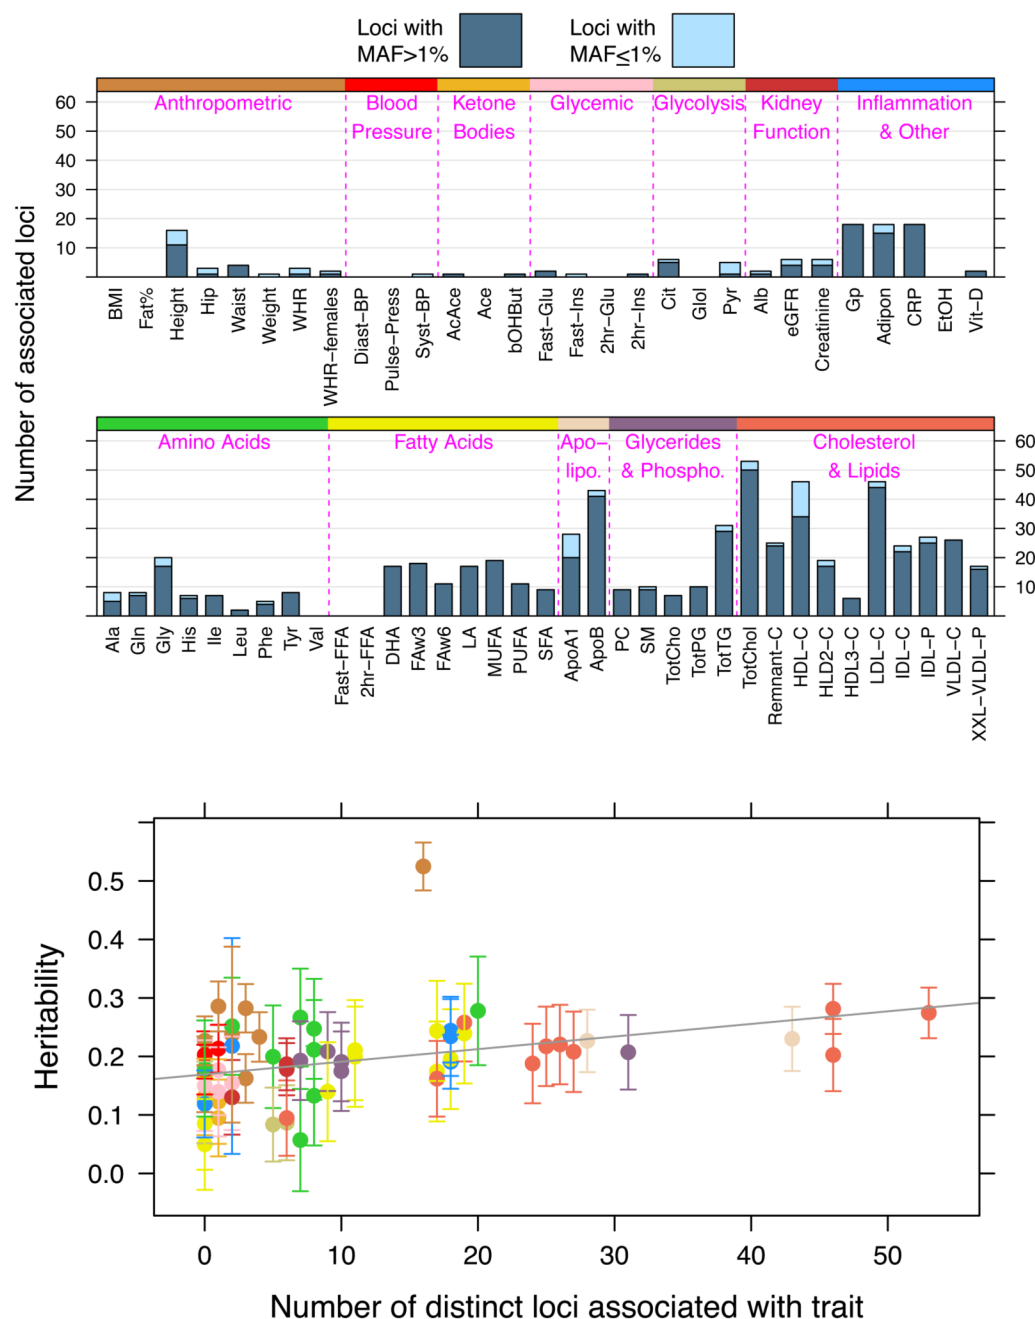 Loci with
MAF>1%
Loci with
MAF≤1%
Number of associated loci
Anthropometric
Blood
Pressure
Ketone
Bodies
Glycemic
Glycolysis
Kidney
Function
Inflammation
& Other
60
50
40
30
20
10
BMI
Fat%
Height
Hip
Waist
Weight
WHR
WHR−females
Diast−BP
Pulse−Press
Syst−BP
AcAce
Ace
bOHBut
Fast−Glu
Fast−Ins
2hr−Glu
2hr−Ins
Cit
Glol
Pyr
Alb
eGFR
Creatinine
Gp
Adipon
CRP
EtOH
Vit−D
Amino Acids
Fatty Acids
Apo−
lipo.
Glycerides
& Phospho.
Cholesterol
& Lipids
60
50
40
30
20
10
Ala
Gln
Gly
His
Ile
Leu
Phe
Tyr
Val
Fast−FFA
2hr−FFA
DHA
FAw3
FAw6
LA
MUFA
PUFA
SFA
ApoA1
ApoB
PC
SM
TotCho
TotPG
TotTG
TotChol
Remnant−C
HDL−C
HLD2−C
HDL3−C
LDL−C
IDL−C
IDL−P
VLDL−C
XXL−VLDL−P
Heritability
0.5
0.4
0.3
0.2
0.1
0.0
0 10 20 30 40 50
Number of distinct loci associated with trait